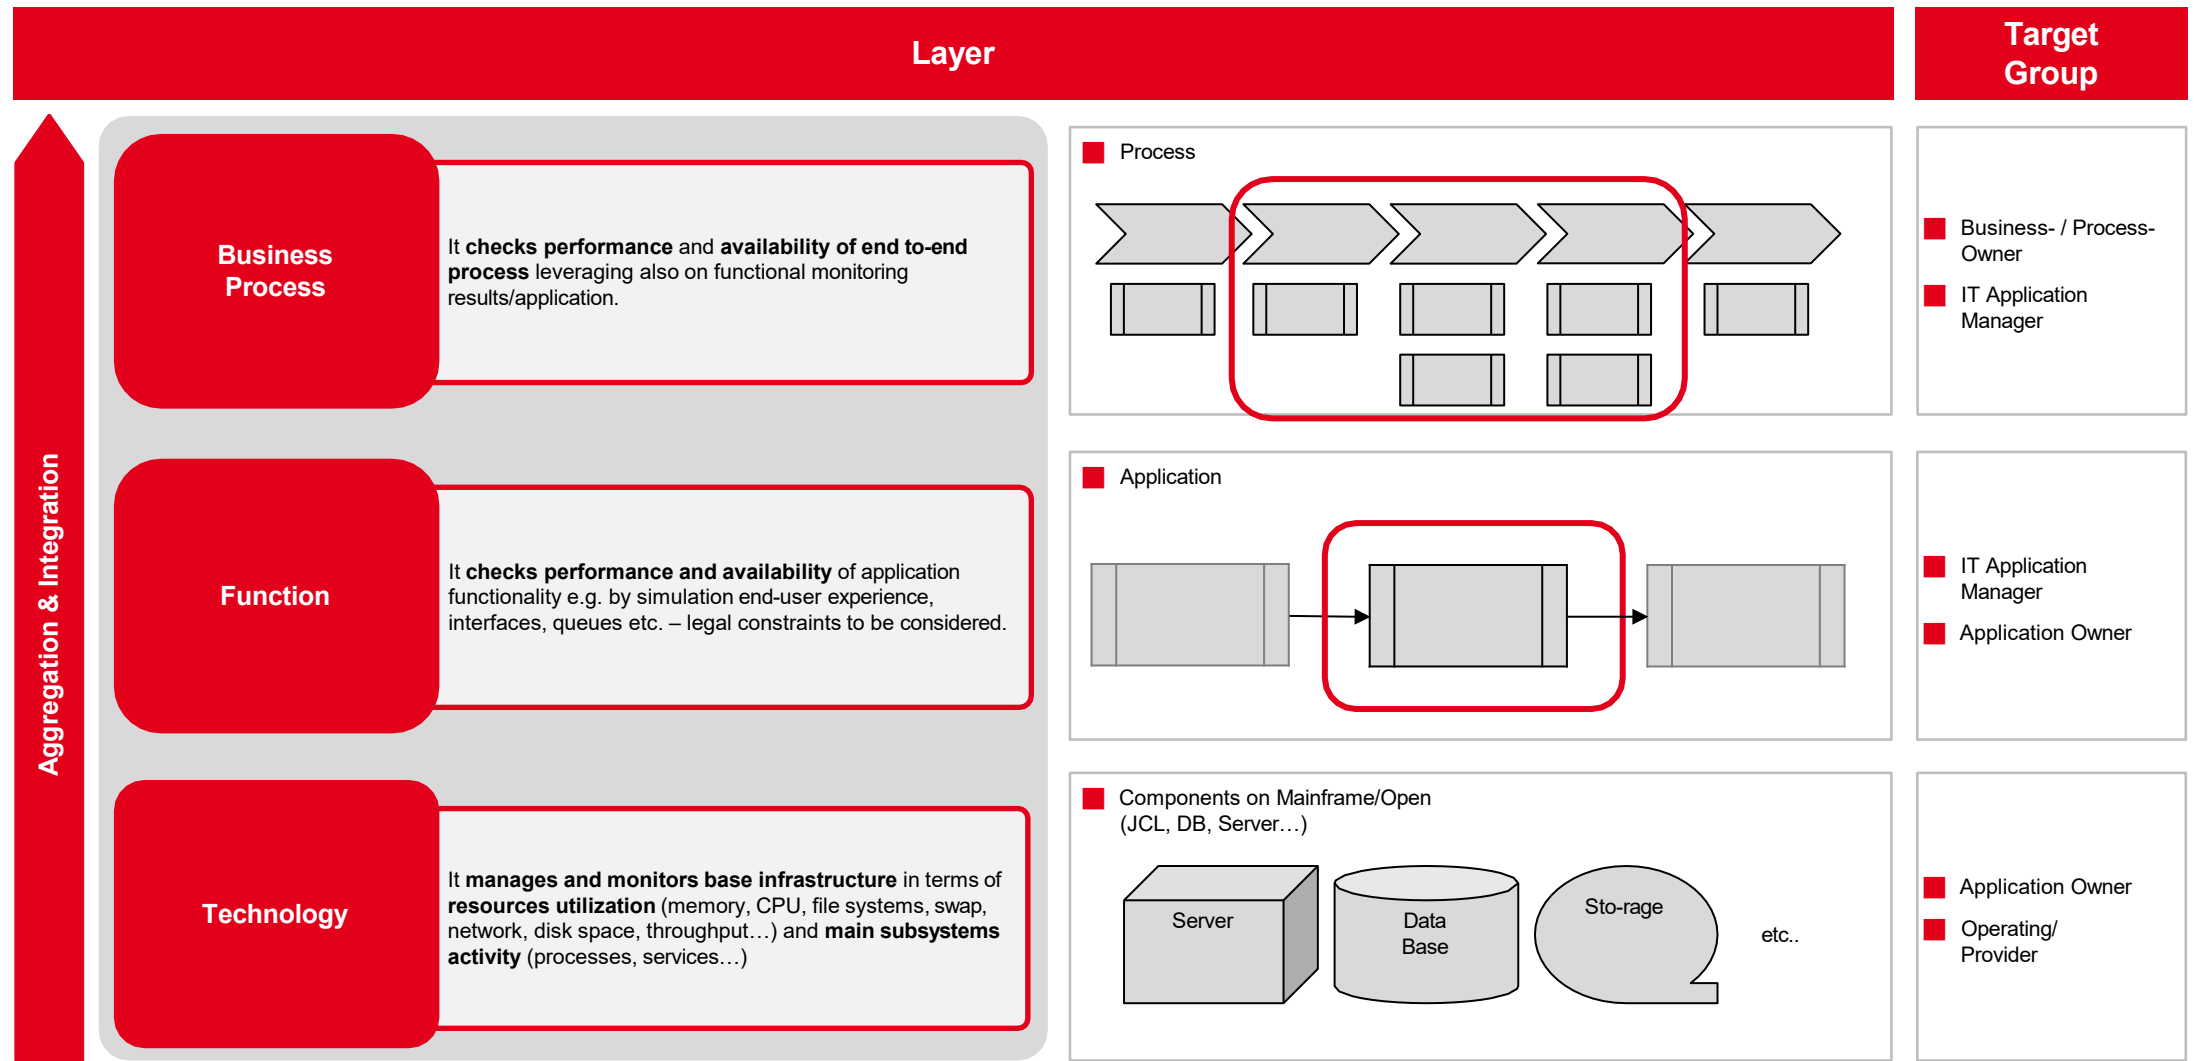 Layer
Target
Group
Aggregation & Integration
Business
Process
It checks performance and availability of end to-end
process leveraging also on functional monitoring
results/application.
Process
Business- / Process-
Owner
IT Application
Manager
Function
It checks performance and availability of application
functionality e.g. by simulation end-user experience,
interfaces, queues etc. – legal constraints to be considered.
Application
IT Application
Manager
Application Owner
Technology
It manages and monitors base infrastructure in terms of
resources utilization (memory, CPU, file systems, swap,
network, disk space, throughput…) and main subsystems
activity (processes, services…)
Components on Mainframe/Open
(JCL, DB, Server…)
Server
Data
Base
Sto-rage
etc..
Application Owner
Operating/
Provider